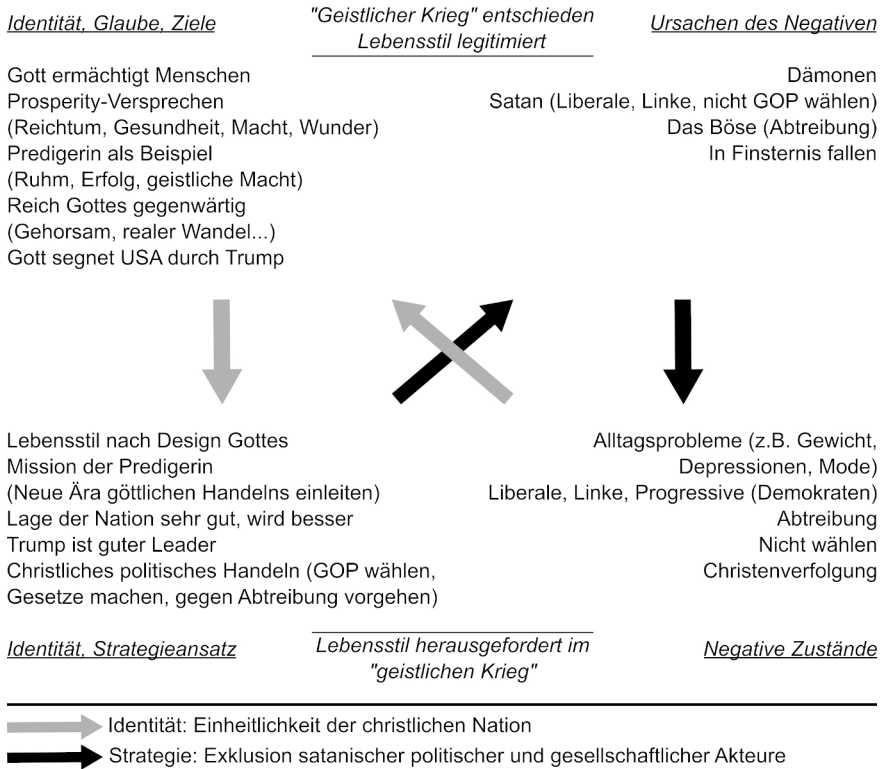 Identität, Glaube, Ziele
"Geistlicher Krieg" entschieden
Lebensstil legitimiert
Ursachen des Negativen
Gott ermächtigt Menschen
Prosperity-Versprechen
(Reichtum, Gesundheit, Macht, Wunder)
Predigerin als Beispiel
(Ruhm, Erfolg, geistliche Macht)
Reich Gottes gegenwärtig
(Gehorsam, realer Wandel...)
Gott segnet USA durch Trump
Dämonen
Satan (Liberale, Linke, nicht GOP wählen)
Das Böse (Abtreibung)
In Finsternis fallen
Lebensstil nach Design Gottes
Mission der Predigerin
(Neue Ära göttlichen Handelns einleiten)
Lage der Nation sehr gut, wird besser
Trump ist guter Leader
Christliches politisches Handeln (GOP wählen,
Gesetze machen, gegen Abtreibung vorgehen)
Alltagsprobleme (z.B. Gewicht,
Depressionen, Mode)
Liberale, Linke, Progressive (Demokraten)
Abtreibung
Nicht wählen
Christenverfolgung
Identität, Strategieansatz
Lebensstil herausgefordert im
"geistlichen Krieg"
Negative Zustände
Identität: Einheitlichkeit der christlichen Nation
Strategie: Exklusion satanischer politischer und gesellschaftlicher Akteure